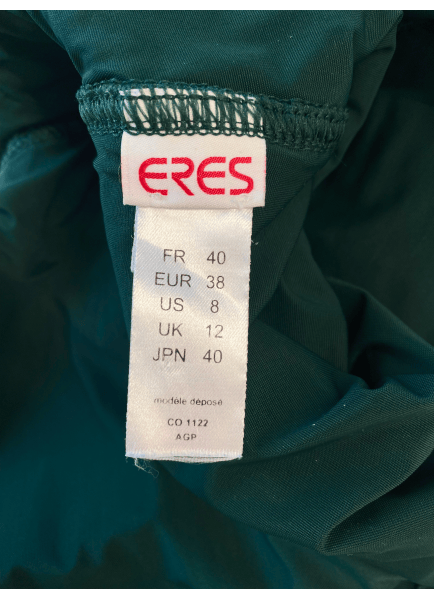 ERES
FR 40
EUR 38
US 8
UK 12
JPN 40
modèle déposé
CO 1122
AGP